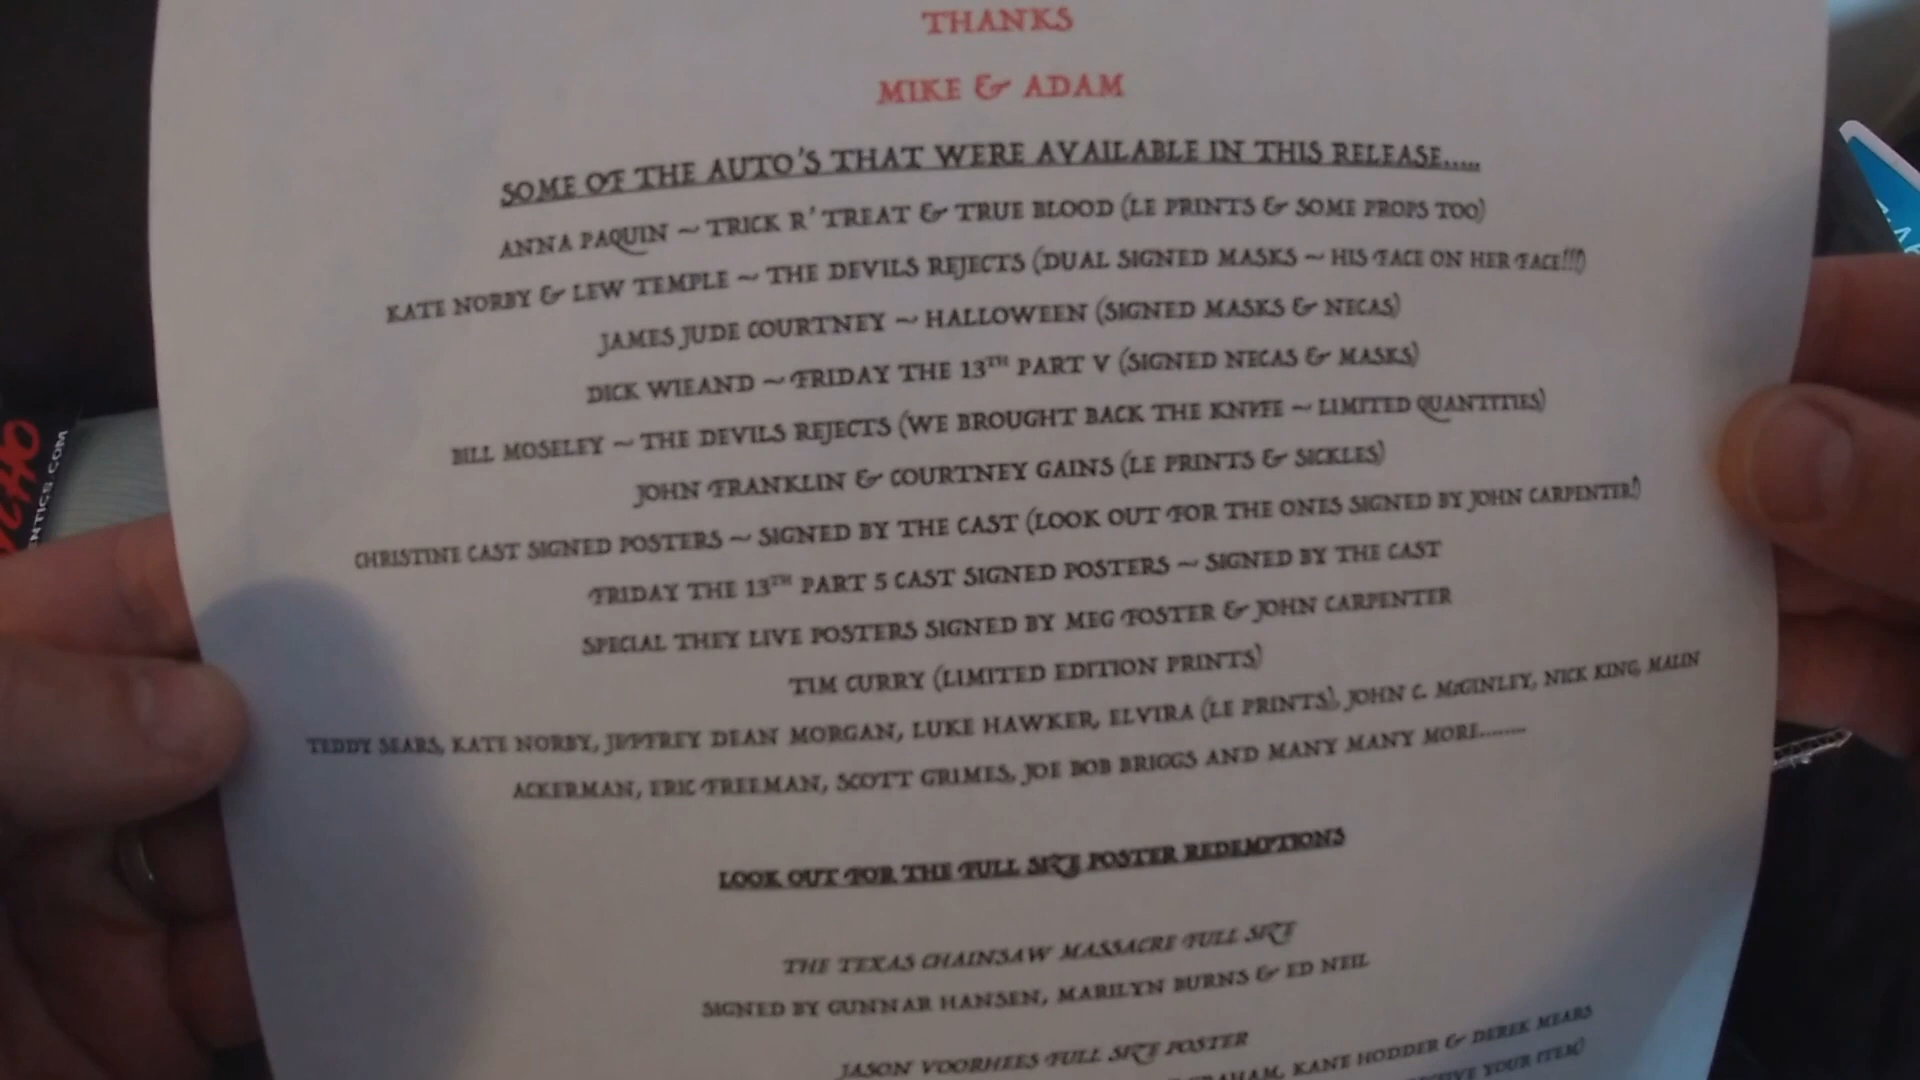 THANKS
MIKE & ADAM
SOME OF THE AUTO'S THAT WERE AVAILABLE IN THIS RELEASE.....
ANNA PAQUIN ~ TRICK R' TREAT & TRUE BLOOD (LE PRINTS & SOME PROPS TOO)
KATE NORBY & LEW TEMPLE ~ THE DEVILS REJECTS (DUAL SIGNED MASKS ~ HIS FACE ON HER FACE!!!)
JAMES JUDE COURTNEY ~ HALLOWEEN (SIGNED MASKS & NECAS)
DICK WIEAND ~ FRIDAY THE 13TH PART V (SIGNED NECAS & MASKS)
BILL MOSELEY ~ THE DEVILS REJECTS (WE BROUGHT BACK THE KNIFE ~ LIMITED QUANTITIES)
JOHN FRANKLIN & COURTNEY GAINS (LE PRINTS & SICKLES)
CHRISTINE CAST SIGNED POSTERS ~ SIGNED BY THE CAST (LOOK OUT FOR THE ONES SIGNED BY JOHN CARPENTER!)
FRIDAY THE 13TH PART 5 CAST SIGNED POSTERS ~ SIGNED BY THE CAST
SPECIAL THEY LIVE POSTERS SIGNED BY MEG FOSTER & JOHN CARPENTER
TIM CURRY (LIMITED EDITION PRINTS)
TEDDY SEARS, KATE NORBY, JEFFREY DEAN MORGAN, LUKE HAWKER, ELVIRA (LE PRINTS), JOHN C. McGINLEY, NICK KING, MALIN
ACKERMAN, ERIC FREEMAN, SCOTT GRIMES, JOE BOB BRIGGS AND MANY MANY MORE.......
LOOK OUT FOR THE FULL SIZE POSTER REDEMPTIONS
THE TEXAS CHAINSAW MASSACRE FULL SIZE
SIGNED BY GUNNAR HANSEN, MARILYN BURNS & ED NEIL
JASON VOORHEES FULL SIZE POSTER
KANE HODDER & DEREK MEARS
YOUR ITEM)
ENTICS.COM